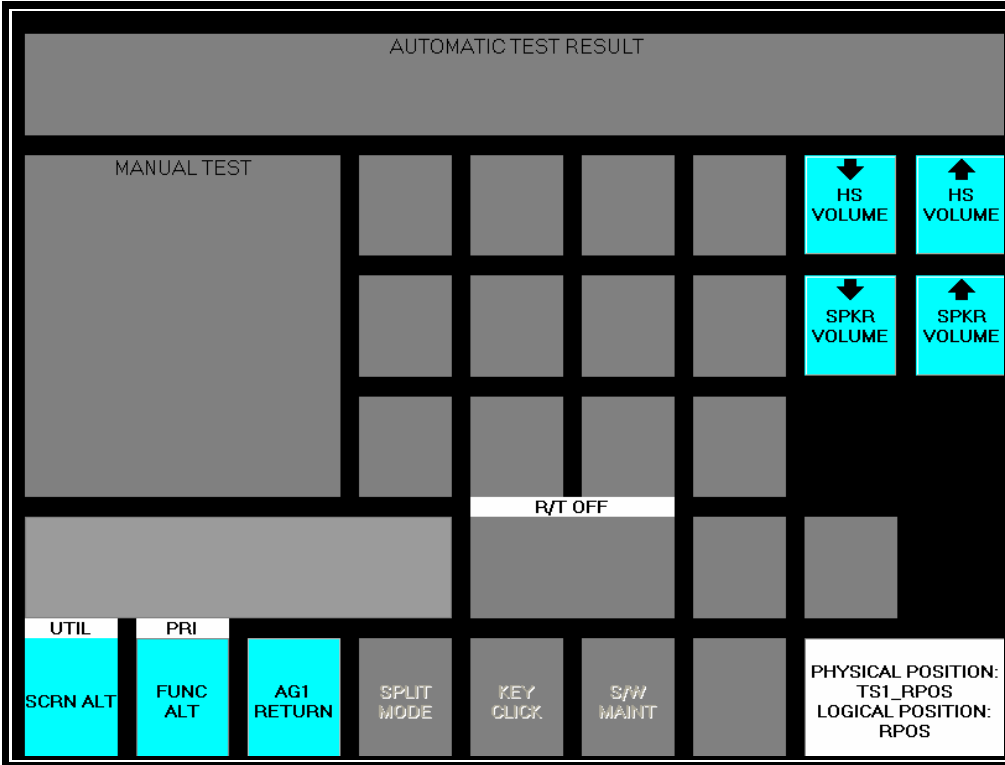 AUTOMATIC TEST RESULT
MANUAL TEST
HS
VOLUME
HS
VOLUME
SPKR
VOLUME
SPKR
VOLUME
R/T OFF
UTIL
SCRN ALT
PRI
FUNC
ALT
AG1
RETURN
SPLIT
MODE
KEY
CLICK
S/W
MAINT
PHYSICAL POSITION:
TS1_RPOS
LOGICAL POSITION:
RPOS